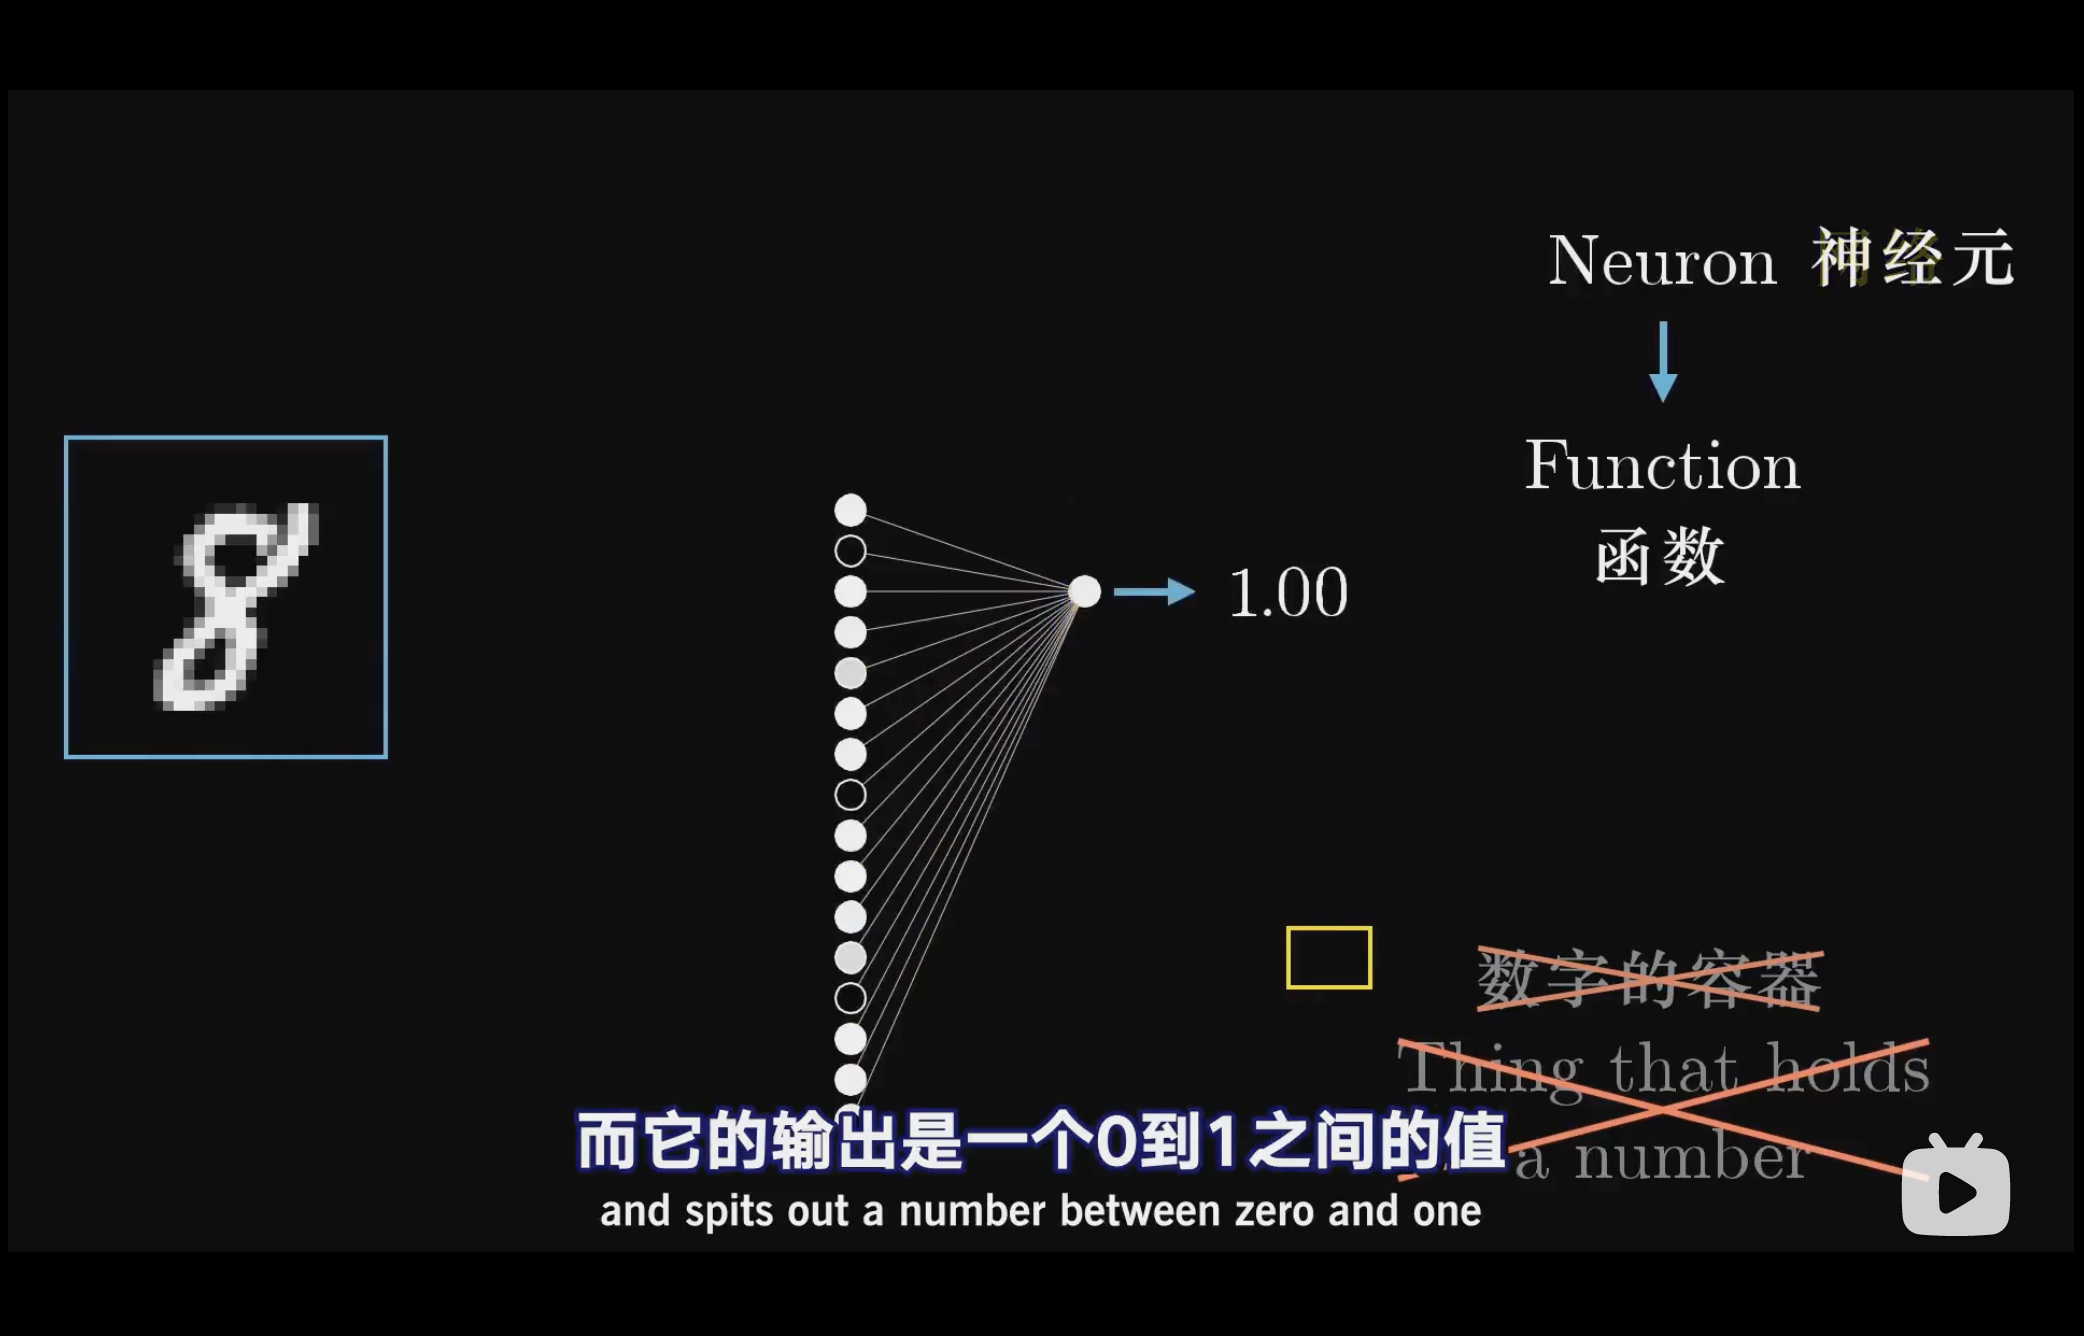 Neuron 神经元
Function
函数
1.00
数字的容器
Thing that holds
a number
而它的输出是一个0到1之间的值
and spits out a number between zero and one